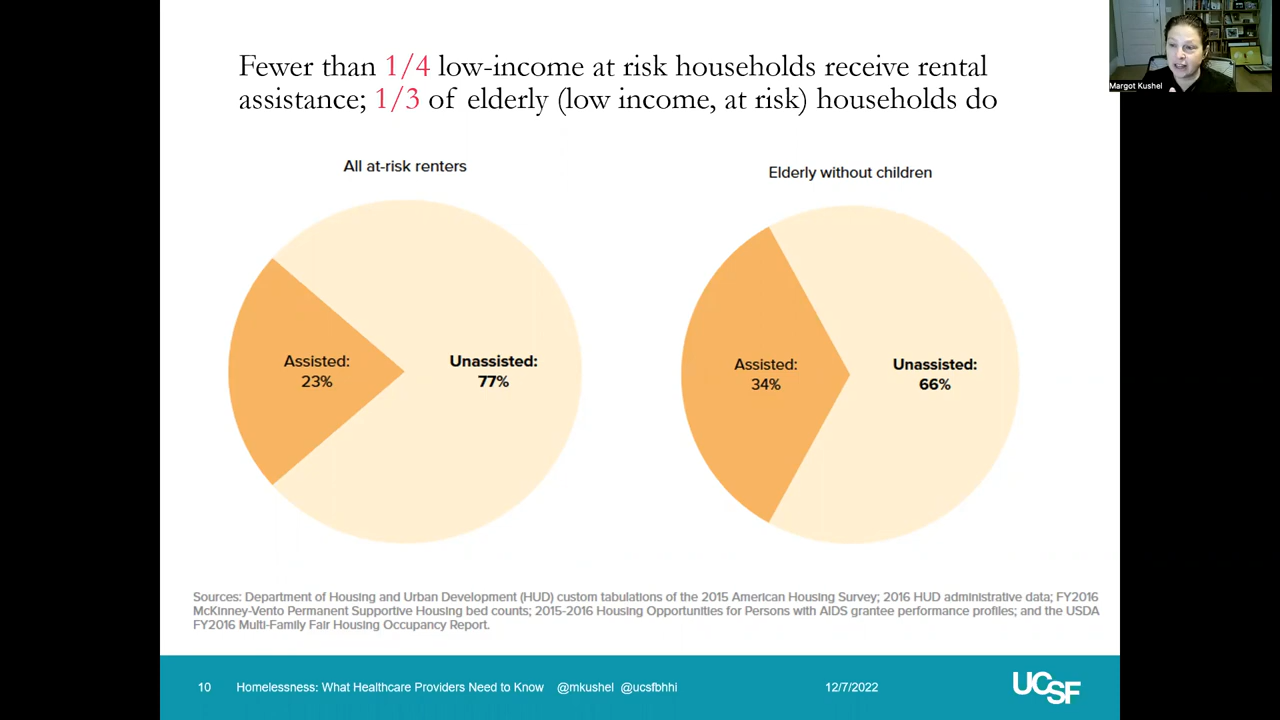 Fewer than 1/4 low-income at risk households receive rental
assistance; 1/3 of elderly (low income, at risk) households do
Margot Kushel
All at-risk renters
Assisted:
23%
Unassisted:
77%
Elderly without children
Assisted:
34%
Unassisted:
66%
Sources: Department of Housing and Urban Development (HUD) custom tabulations of the 2015 American Housing Survey; 2016 HUD administrative data; FY2016
McKinney-Vento Permanent Supportive Housing bed counts; 2015-2016 Housing Opportunities for Persons with AIDS grantee performance profiles; and the USDA
FY2016 Multi-Family Fair Housing Occupancy Report.
10 Homelessness: What Healthcare Providers Need to Know @mkushel @ucsfbhhi 12/7/2022 UCSF